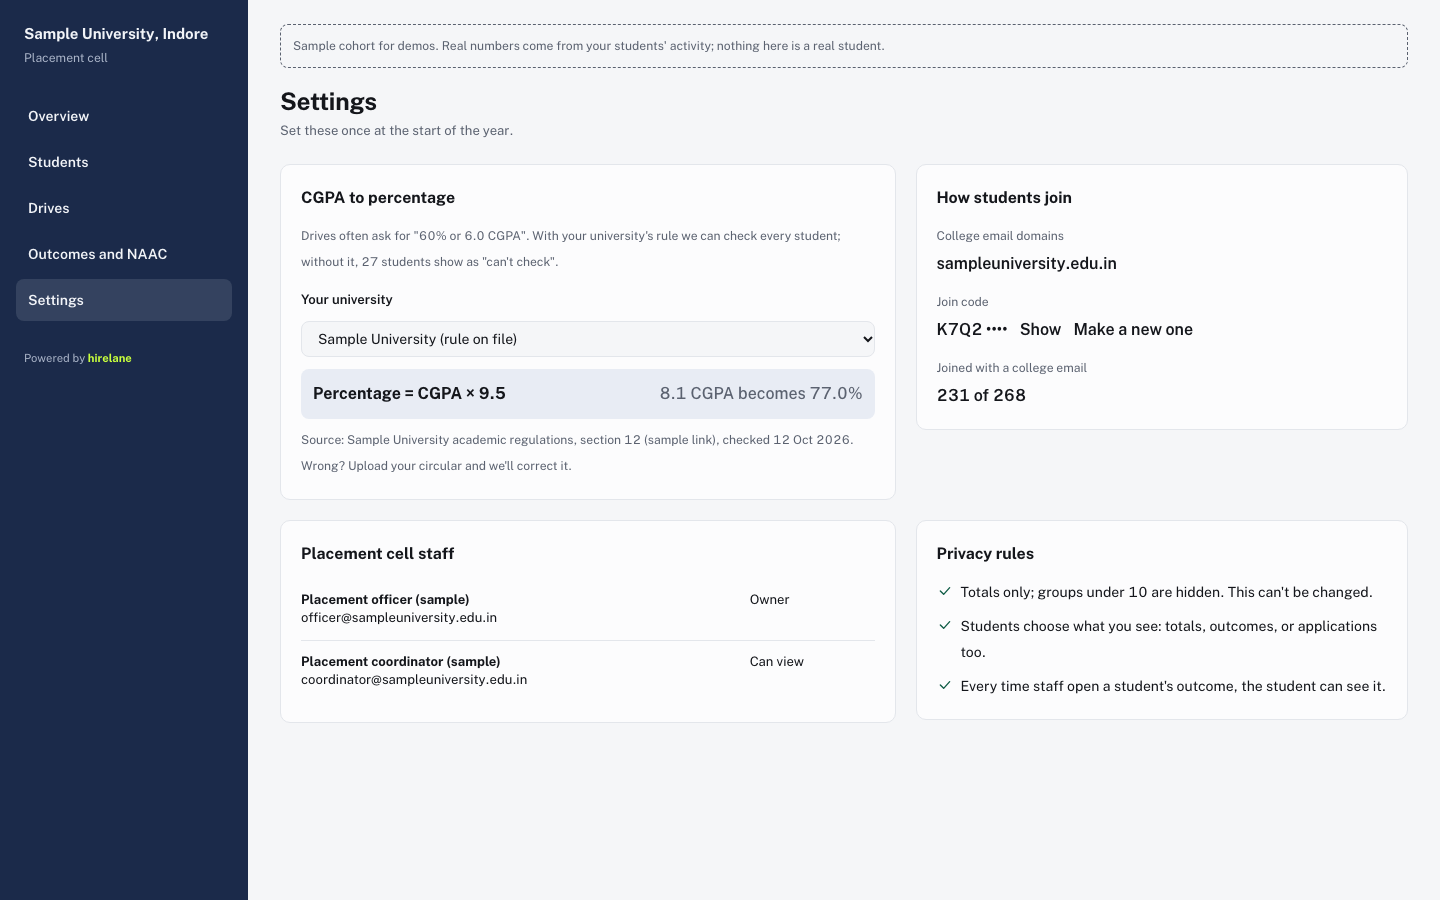 Sample University, Indore
Placement cell
Overview
Students
Drives
Outcomes and NAAC
Settings
Powered by hirelane
Sample cohort for demos. Real numbers come from your students' activity; nothing here is a real student.
Settings
Set these once at the start of the year.
CGPA to percentage
Drives often ask for "60% or 6.0 CGPA". With your university's rule we can check every student;
without it, 27 students show as "can't check".
Your university
Sample University (rule on file)
Percentage = CGPA × 9.5
8.1 CGPA becomes 77.0%
Source: Sample University academic regulations, section 12 (sample link), checked 12 Oct 2026.
Wrong? Upload your circular and we'll correct it.
How students join
College email domains
sampleuniversity.edu.in
Join code
K7Q2 •••• Show Make a new one
Joined with a college email
231 of 268
Placement cell staff
Placement officer (sample)
officer@sampleuniversity.edu.in
Owner
Placement coordinator (sample)
coordinator@sampleuniversity.edu.in
Can view
Privacy rules
Totals only; groups under 10 are hidden. This can't be changed.
Students choose what you see: totals, outcomes, or applications
too.
Every time staff open a student's outcome, the student can see it.